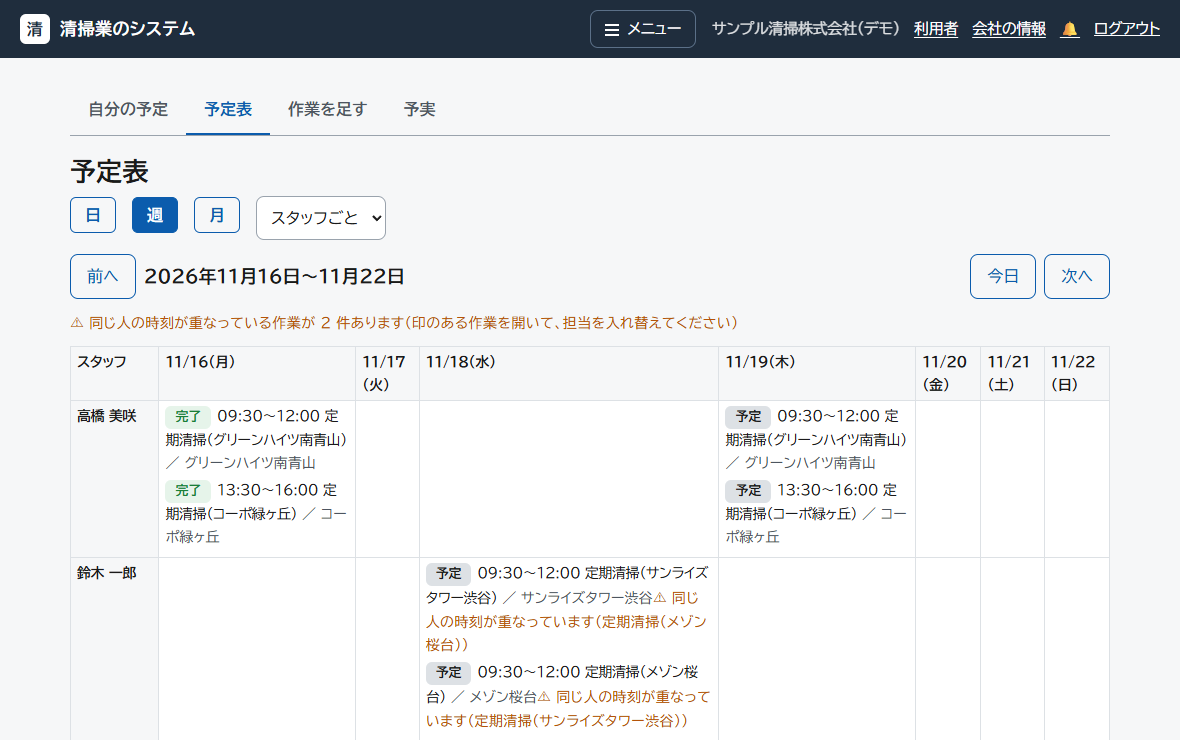 清 清掃業のシステム
メニュー サンプル清掃株式会社(デモ) 利用者 会社の情報 🔔 ログアウト
自分の予定 予定表 作業を足す 予実
予定表
日 週 月 スタッフごと
前へ 2026年11月16日〜11月22日 今日 次へ
⚠ 同じ人の時刻が重なっている作業が 2 件あります(印のある作業を開いて、担当を入れ替えてください)
スタッフ 11/16(月) 11/17(火) 11/18(水) 11/19(木) 11/20(金) 11/21(土) 11/22(日)
高橋 美咲
完了 09:30〜12:00 定
期清掃(グリーンハイツ南青山)
／ グリーンハイツ南青山
完了 13:30〜16:00 定
期清掃(コーポ緑ヶ丘) ／ コー
ポ緑ヶ丘
予定 09:30〜12:00 定
期清掃(グリーンハイツ南青山)
／ グリーンハイツ南青山
予定 13:30〜16:00 定
期清掃(コーポ緑ヶ丘) ／ コー
ポ緑ヶ丘
鈴木 一郎
予定 09:30〜12:00 定期清掃(サンライズ
タワー渋谷) ／ サンライズタワー渋谷⚠ 同じ
人の時刻が重なっています(定期清掃(メゾン
桜台))
予定 09:30〜12:00 定期清掃(メゾン桜
台) ／ メゾン桜台⚠ 同じ人の時刻が重なって
います(定期清掃(サンライズタワー渋谷))